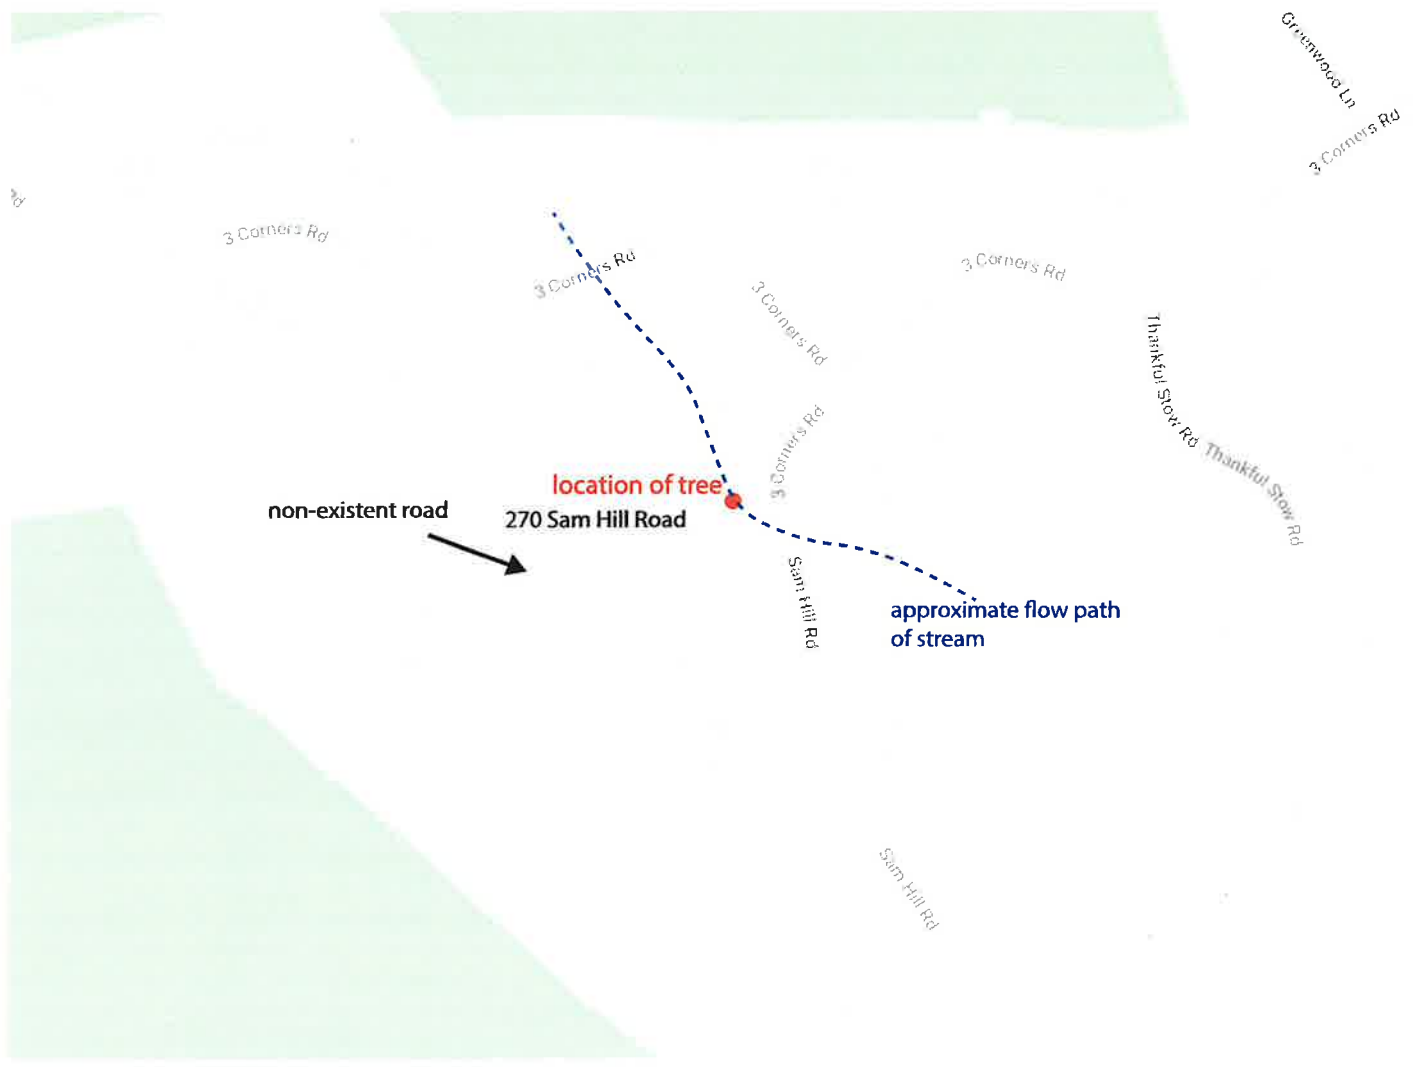 Greenwood Ln
3 Corners Rd
Rd
3 Corners Rd
3 Corners Rd
3 Corners Rd
3 Corners Rd
Thankful Stow Rd
3 Corners Rd
Thankful Stow Rd
location of tree
non-existent road
270 Sam Hill Road
Sam Hill Rd
approximate flow path
of stream
Sam Hill Rd